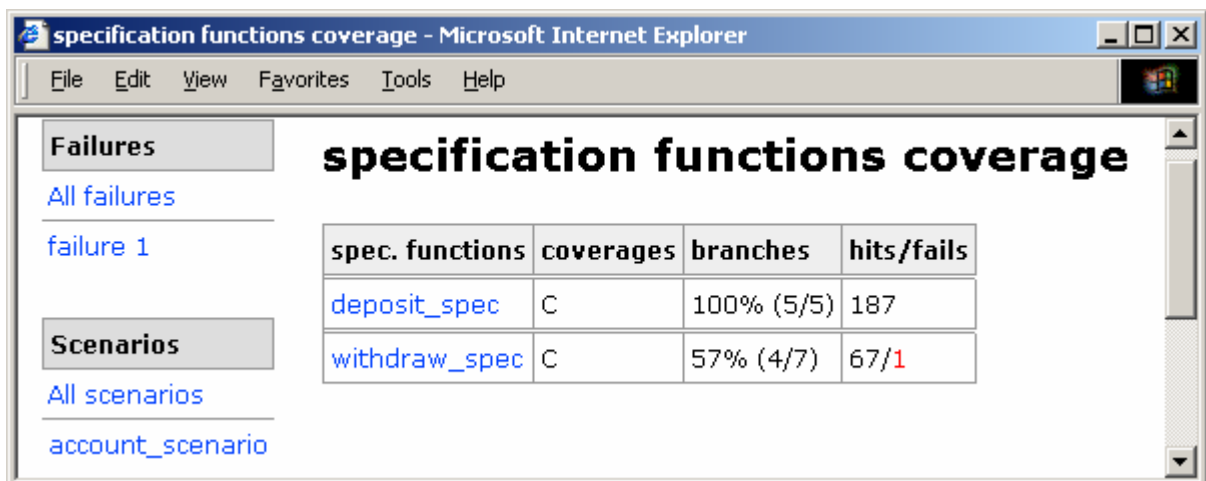 specification functions coverage - Microsoft Internet Explorer
File Edit View Favorites Tools Help
Failures
All failures
failure 1
Scenarios
All scenarios
account_scenario
specification functions coverage
spec. functions coverages branches hits/fails
deposit_spec C 100% (5/5) 187
withdraw_spec C 57% (4/7) 67/1